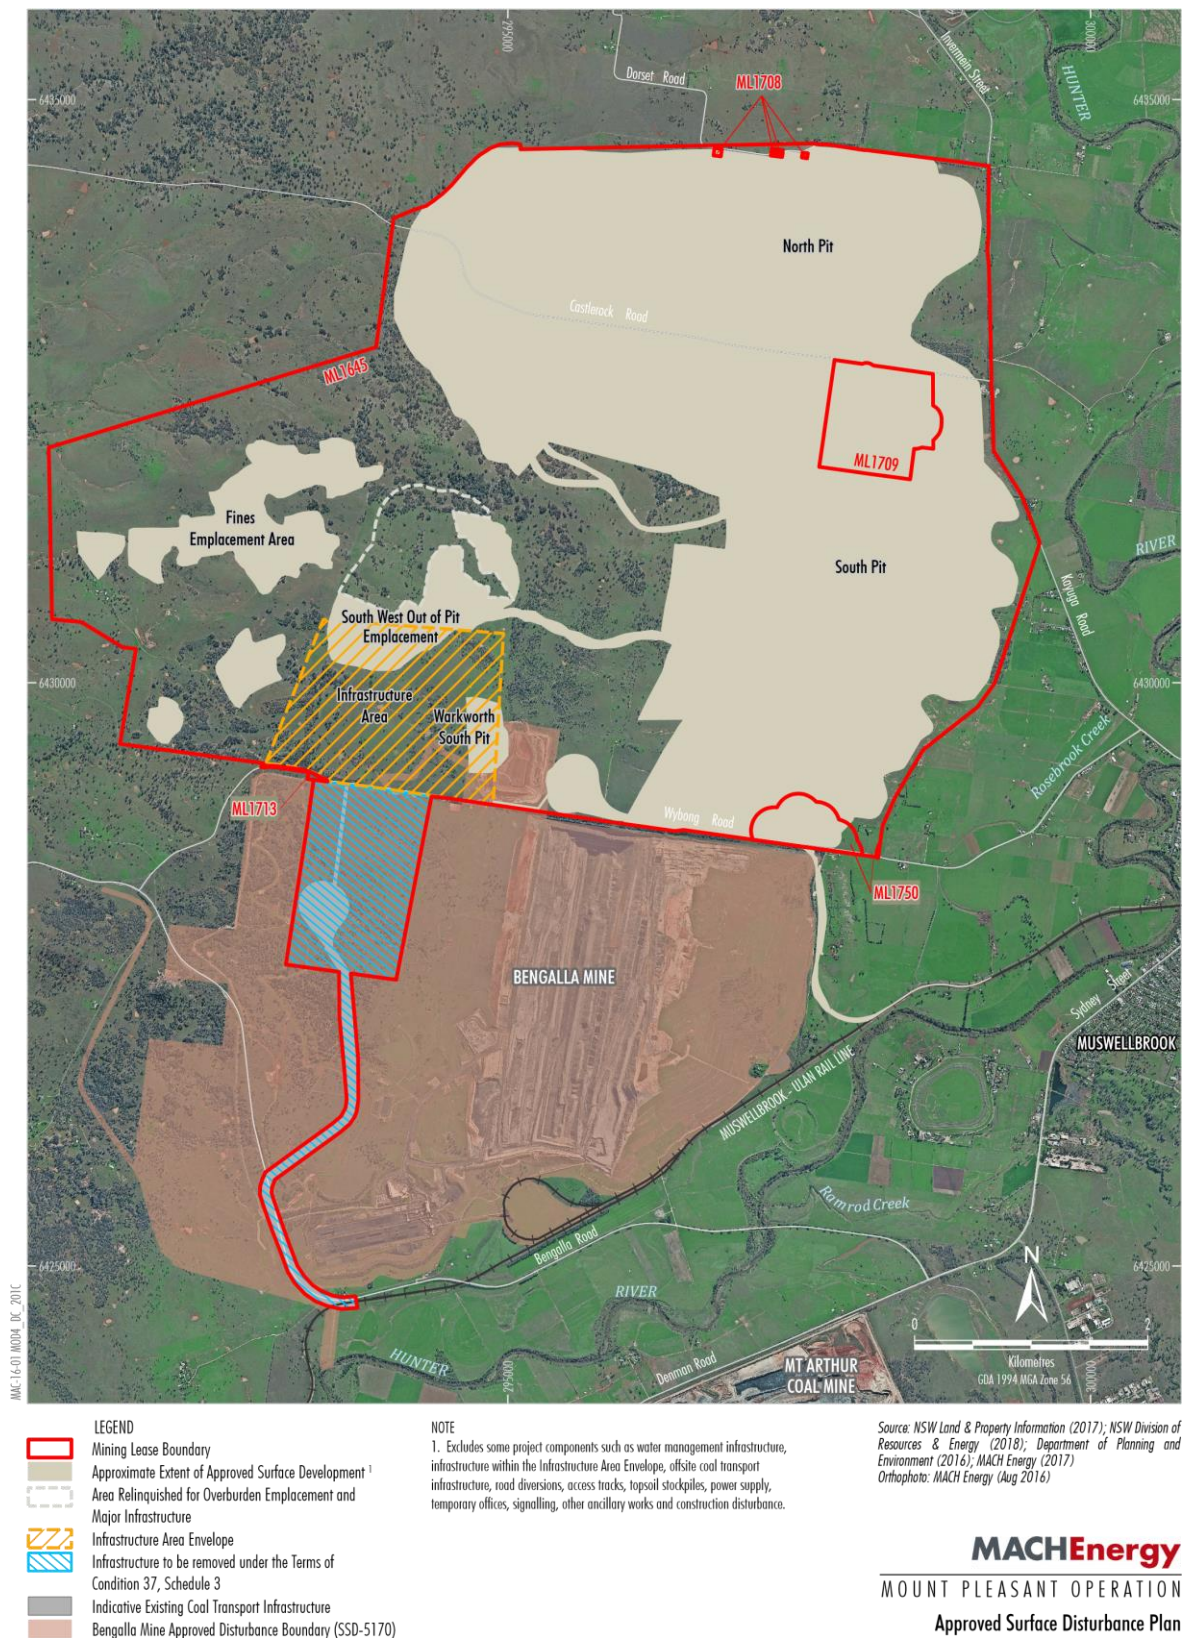 295000
300000
Dorset Road
ML1708
Invermein Street
HUNTER
6435000
6435000
North Pit
Castlerock Road
ML1645
ML1709
Fines
Emplacement Area
RIVER
South Pit
Kayuga Road
South West Out of Pit
Emplacement
6430000
6430000
Infrastructure
Area
Warkworth
South Pit
Rosebrook Creek
ML1713
Wybong Road
ML1750
BENGALLA MINE
Sydney Street
MUSWELLBROOK
MUSWELLBROOK - ULAN RAIL LINE
Ramrod Creek
Bengalla Road
6425000
6425000
RIVER
N
0 2
Kilometres
GDA 1994 MGA Zone 56
HUNTER
Denman Road
MT ARTHUR
COAL MINE
295000
300000
MAC-16-01 MOD4_DC_201C
LEGEND
Mining Lease Boundary
Approximate Extent of Approved Surface Development 1
Area Relinquished for Overburden Emplacement and
Major Infrastructure
Infrastructure Area Envelope
Infrastructure to be removed under the Terms of
Condition 37, Schedule 3
Indicative Existing Coal Transport Infrastructure
Bengalla Mine Approved Disturbance Boundary (SSD-5170)
NOTE
1. Excludes some project components such as water management infrastructure,
infrastructure within the Infrastructure Area Envelope, offsite coal transport
infrastructure, road diversions, access tracks, topsoil stockpiles, power supply,
temporary offices, signalling, other ancillary works and construction disturbance.
Source: NSW Land & Property Information (2017); NSW Division of
Resources & Energy (2018); Department of Planning and
Environment (2016); MACH Energy (2017)
Orthophoto: MACH Energy (Aug 2016)
MACHEnergy
MOUNT PLEASANT OPERATION
Approved Surface Disturbance Plan